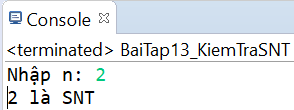 Console
<terminated> BaiTap13_KiemTraSNT
Nhập n: 2
2 là SNT